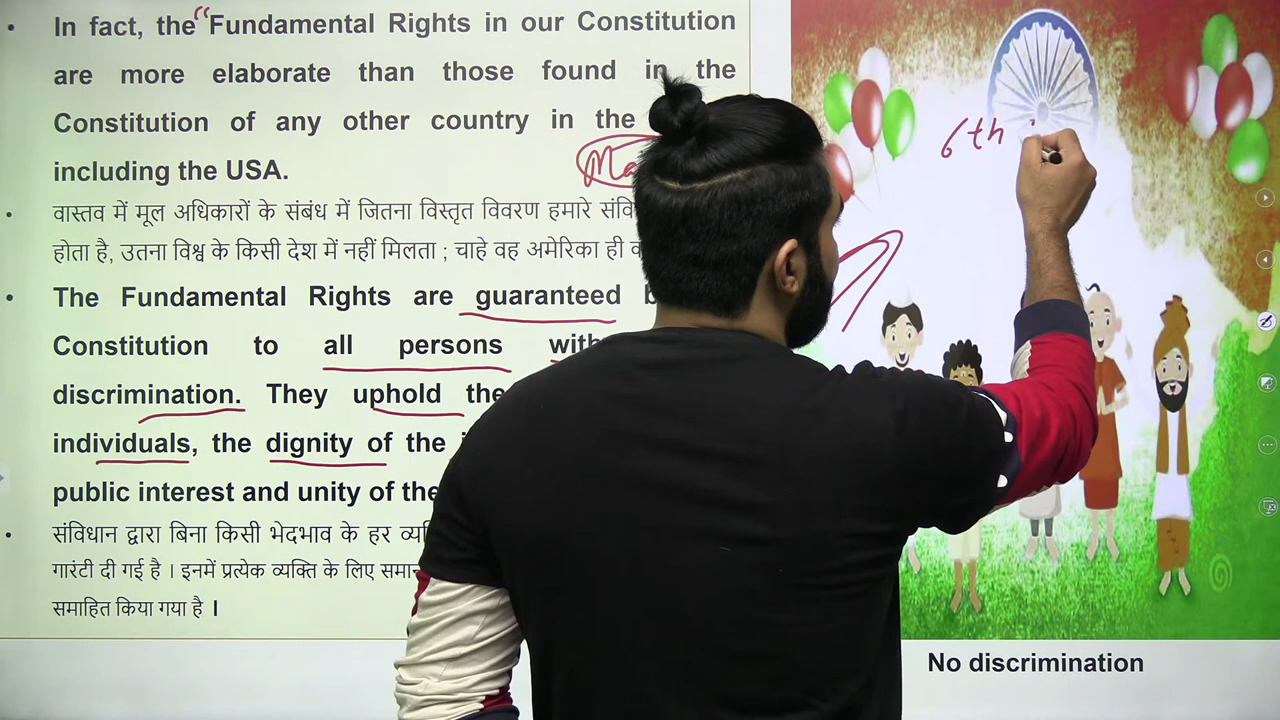 In fact, the “Fundamental Rights in our Constitution
are more elaborate than those found in the
Constitution of any other country in the
including the USA.
वास्तव में मूल अधिकारों के संबंध में जितना विस्तृत विवरण हमारे
होता है, उतना विश्व के किसी देश में नहीं मिलता ; चाहे वह अमेरिका ही
The Fundamental Rights are guaranteed
Constitution to all persons
discrimination. They uphold the
individuals, the dignity of the
public interest and unity of the
संविधान द्वारा बिना किसी भेदभाव के हर
गारंटी दी गई है । इनमें प्रत्येक व्यक्ति के लिए
समाहित किया गया है ।
6th
No discrimination